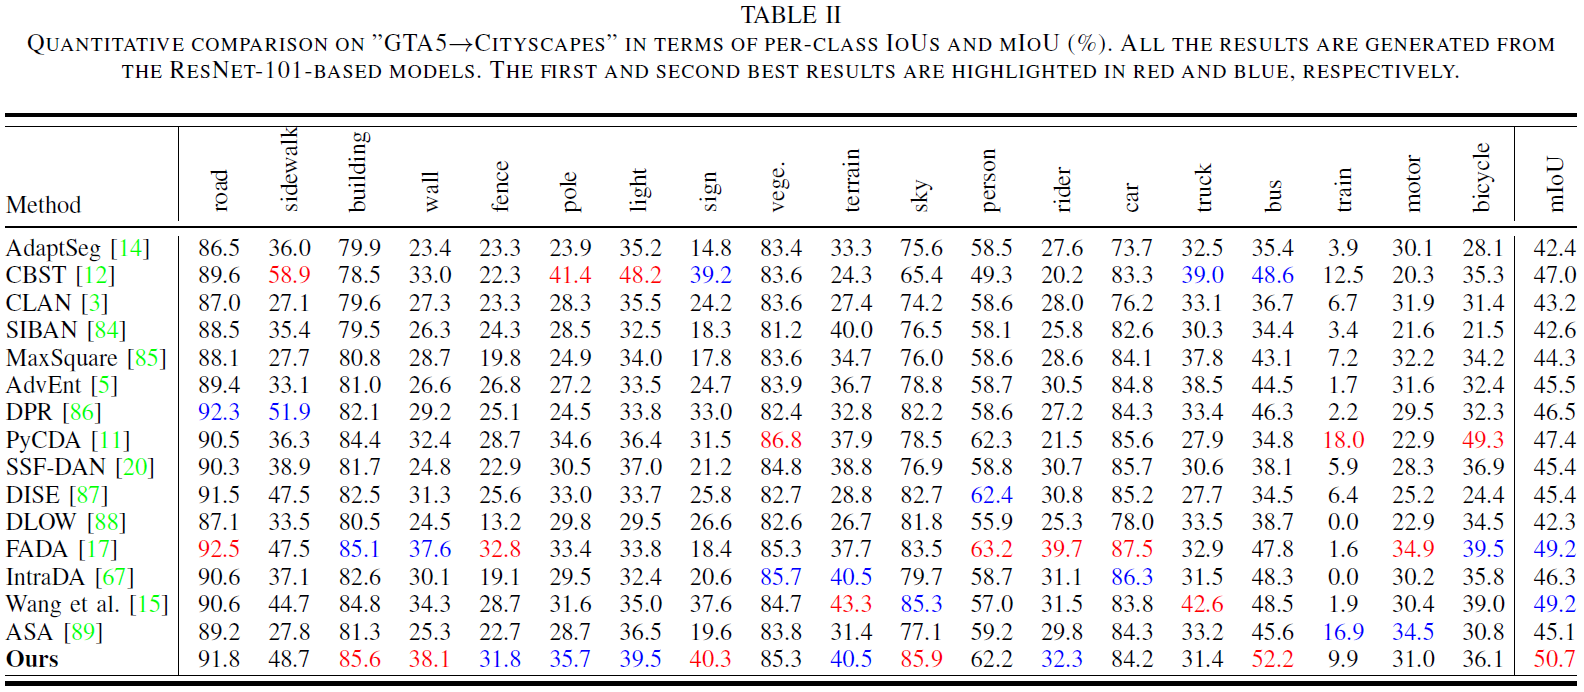 TABLE II
QUANTITATIVE COMPARISON ON ”GTA5→CITYSCAPES” IN TERMS OF PER-CLASS IOUS AND MIOU (%). ALL THE RESULTS ARE GENERATED FROM
THE RESNET-101-BASED MODELS. THE FIRST AND SECOND BEST RESULTS ARE HIGHLIGHTED IN RED AND BLUE, RESPECTIVELY.
Method road sidewalk building wall fence pole light sign vege. terrain sky person rider car truck bus train motor bicycle mIoU
AdaptSeg [14] 86.5 36.0 79.9 23.4 23.3 23.9 35.2 14.8 83.4 33.3 75.6 58.5 27.6 73.7 32.5 35.4 3.9 30.1 28.1 42.4
CBST [12] 89.6 58.9 78.5 33.0 22.3 41.4 48.2 39.2 83.6 24.3 65.4 49.3 20.2 83.3 39.0 48.6 12.5 20.3 35.3 47.0
CLAN [3] 87.0 27.1 79.6 27.3 23.3 28.3 35.5 24.2 83.6 27.4 74.2 58.6 28.0 76.2 33.1 36.7 6.7 31.9 31.4 43.2
SIBAN [84] 88.5 35.4 79.5 26.3 24.3 28.5 32.5 18.3 81.2 40.0 76.5 58.1 25.8 82.6 30.3 34.4 3.4 21.6 21.5 42.6
MaxSquare [85] 88.1 27.7 80.8 28.7 19.8 24.9 34.0 17.8 83.6 34.7 76.0 58.6 28.6 84.1 37.8 43.1 7.2 32.2 34.2 44.3
AdvEnt [5] 89.4 33.1 81.0 26.6 26.8 27.2 33.5 24.7 83.9 36.7 78.8 58.7 30.5 84.8 38.5 44.5 1.7 31.6 32.4 45.5
DPR [86] 92.3 51.9 82.1 29.2 25.1 24.5 33.8 33.0 82.4 32.8 82.2 58.6 27.2 84.3 33.4 46.3 2.2 29.5 32.3 46.5
PyCDA [11] 90.5 36.3 84.4 32.4 28.7 34.6 36.4 31.5 86.8 37.9 78.5 62.3 21.5 85.6 27.9 34.8 18.0 22.9 49.3 47.4
SSF-DAN [20] 90.3 38.9 81.7 24.8 22.9 30.5 37.0 21.2 84.8 38.8 76.9 58.8 30.7 85.7 30.6 38.1 5.9 28.3 36.9 45.4
DISE [87] 91.5 47.5 82.5 31.3 25.6 33.0 33.7 25.8 82.7 28.8 82.7 62.4 30.8 85.2 27.7 34.5 6.4 25.2 24.4 45.4
DLOW [88] 87.1 33.5 80.5 24.5 13.2 29.8 29.5 26.6 82.6 26.7 81.8 55.9 25.3 78.0 33.5 38.7 0.0 22.9 34.5 42.3
FADA [17] 92.5 47.5 85.1 37.6 32.8 33.4 33.8 18.4 85.3 37.7 83.5 63.2 39.7 87.5 32.9 47.8 1.6 34.9 39.5 49.2
IntraDA [67] 90.6 37.1 82.6 30.1 19.1 29.5 32.4 20.6 85.7 40.5 79.7 58.7 31.1 86.3 31.5 48.3 0.0 30.2 35.8 46.3
Wang et al. [15] 90.6 44.7 84.8 34.3 28.7 31.6 35.0 37.6 84.7 43.3 85.3 57.0 31.5 83.8 42.6 48.5 1.9 30.4 39.0 49.2
ASA [89] 89.2 27.8 81.3 25.3 22.7 28.7 36.5 19.6 83.8 31.4 77.1 59.2 29.8 84.3 33.2 45.6 16.9 34.5 30.8 45.1
Ours 91.8 48.7 85.6 38.1 31.8 35.7 39.5 40.3 85.3 40.5 85.9 62.2 32.3 84.2 31.4 52.2 9.9 31.0 36.1 50.7